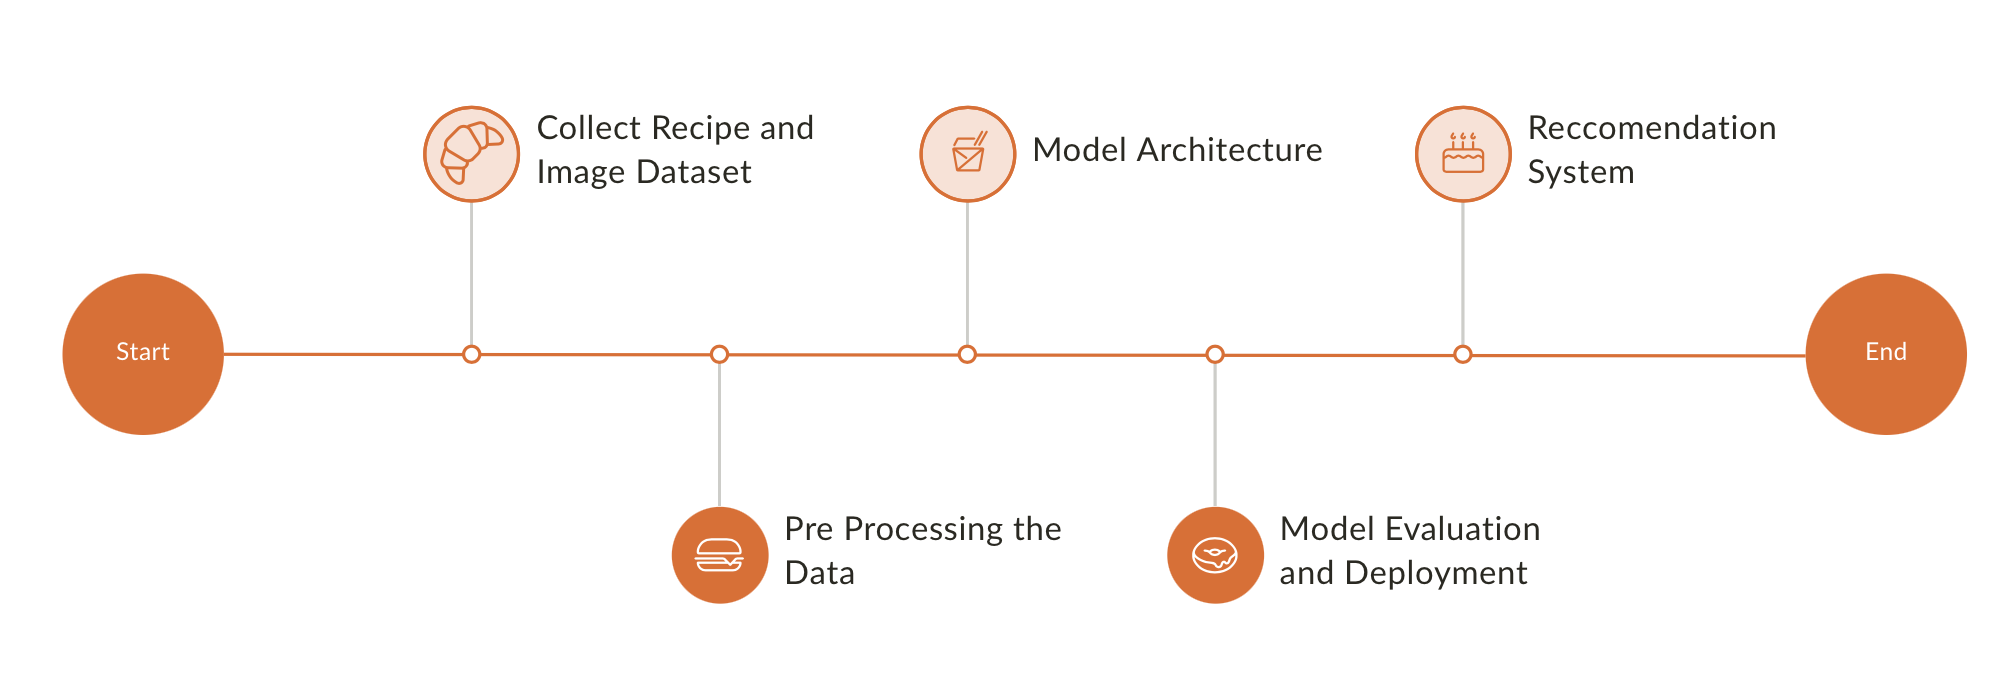 Start
Collect Recipe and
Image Dataset
Pre Processing the
Data
Model Architecture
Model Evaluation
and Deployment
Reccomendation
System
End